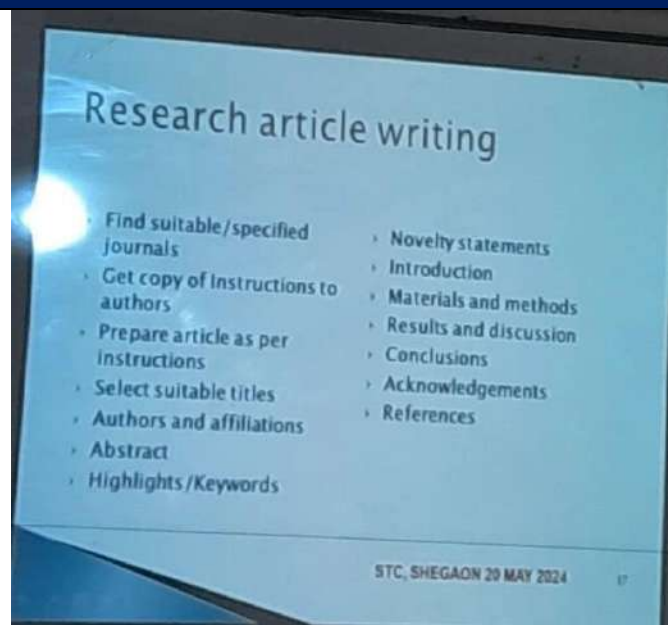 Research article writing
Find suitable/specified
journals
Get copy of Instructions to
authors
Prepare article as per
instructions
Select suitable titles
Authors and affiliations
Abstract
Highlights/Keywords
Novelty statements
Introduction
Materials and methods
Results and discussion
Conclusions
Acknowledgements
References
STC, SHEGAON 20 MAY 2024